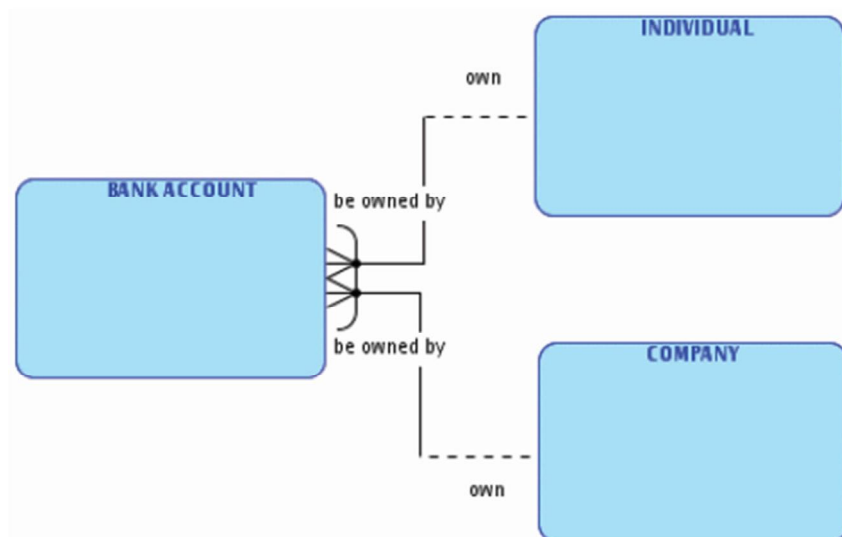 INDIVIDUAL
own
BANK ACCOUNT
be owned by
be owned by
COMPANY
own